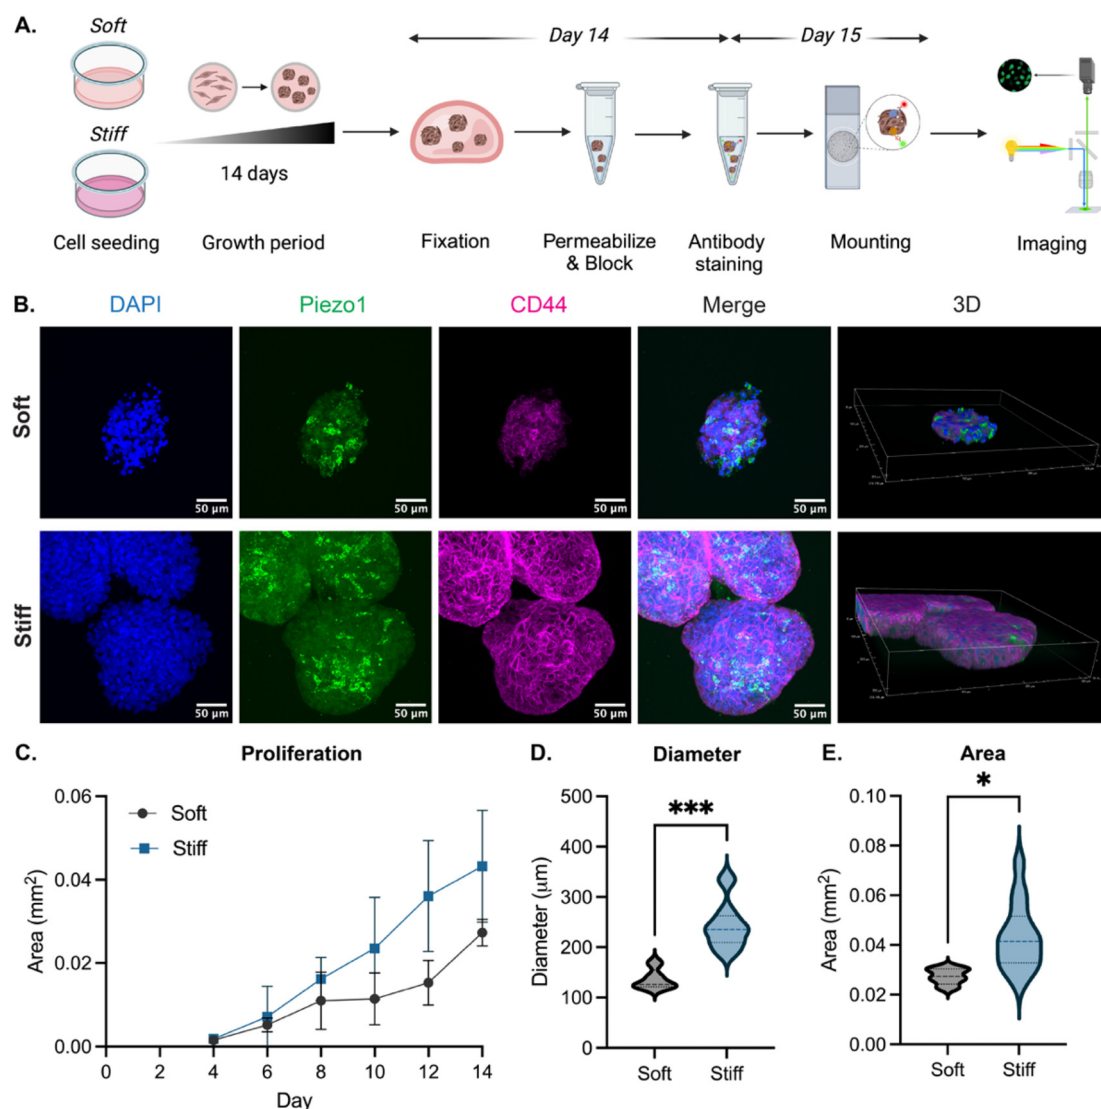 A.
Soft
Stiff
Day 14
Day 15
14 days
Cell seeding
Growth period
Fixation
Permeabilize
& Block
Antibody
staining
Mounting
Imaging
B.
DAPI
Piezo1
CD44
Merge
3D
Soft
50 µm
50 µm
50 µm
50 µm
Stiff
50 µm
50 µm
50 µm
50 µm
C.
Proliferation
0.06
0.04
0.02
0.00
Area (mm²)
Soft
Stiff
0 2 4 6 8 10 12 14
Day
D.
Diameter
***
500
400
300
200
100
0
Diameter (µm)
Soft Stiff
E.
Area
*
0.10
0.08
0.06
0.04
0.02
0.00
Area (mm²)
Soft Stiff